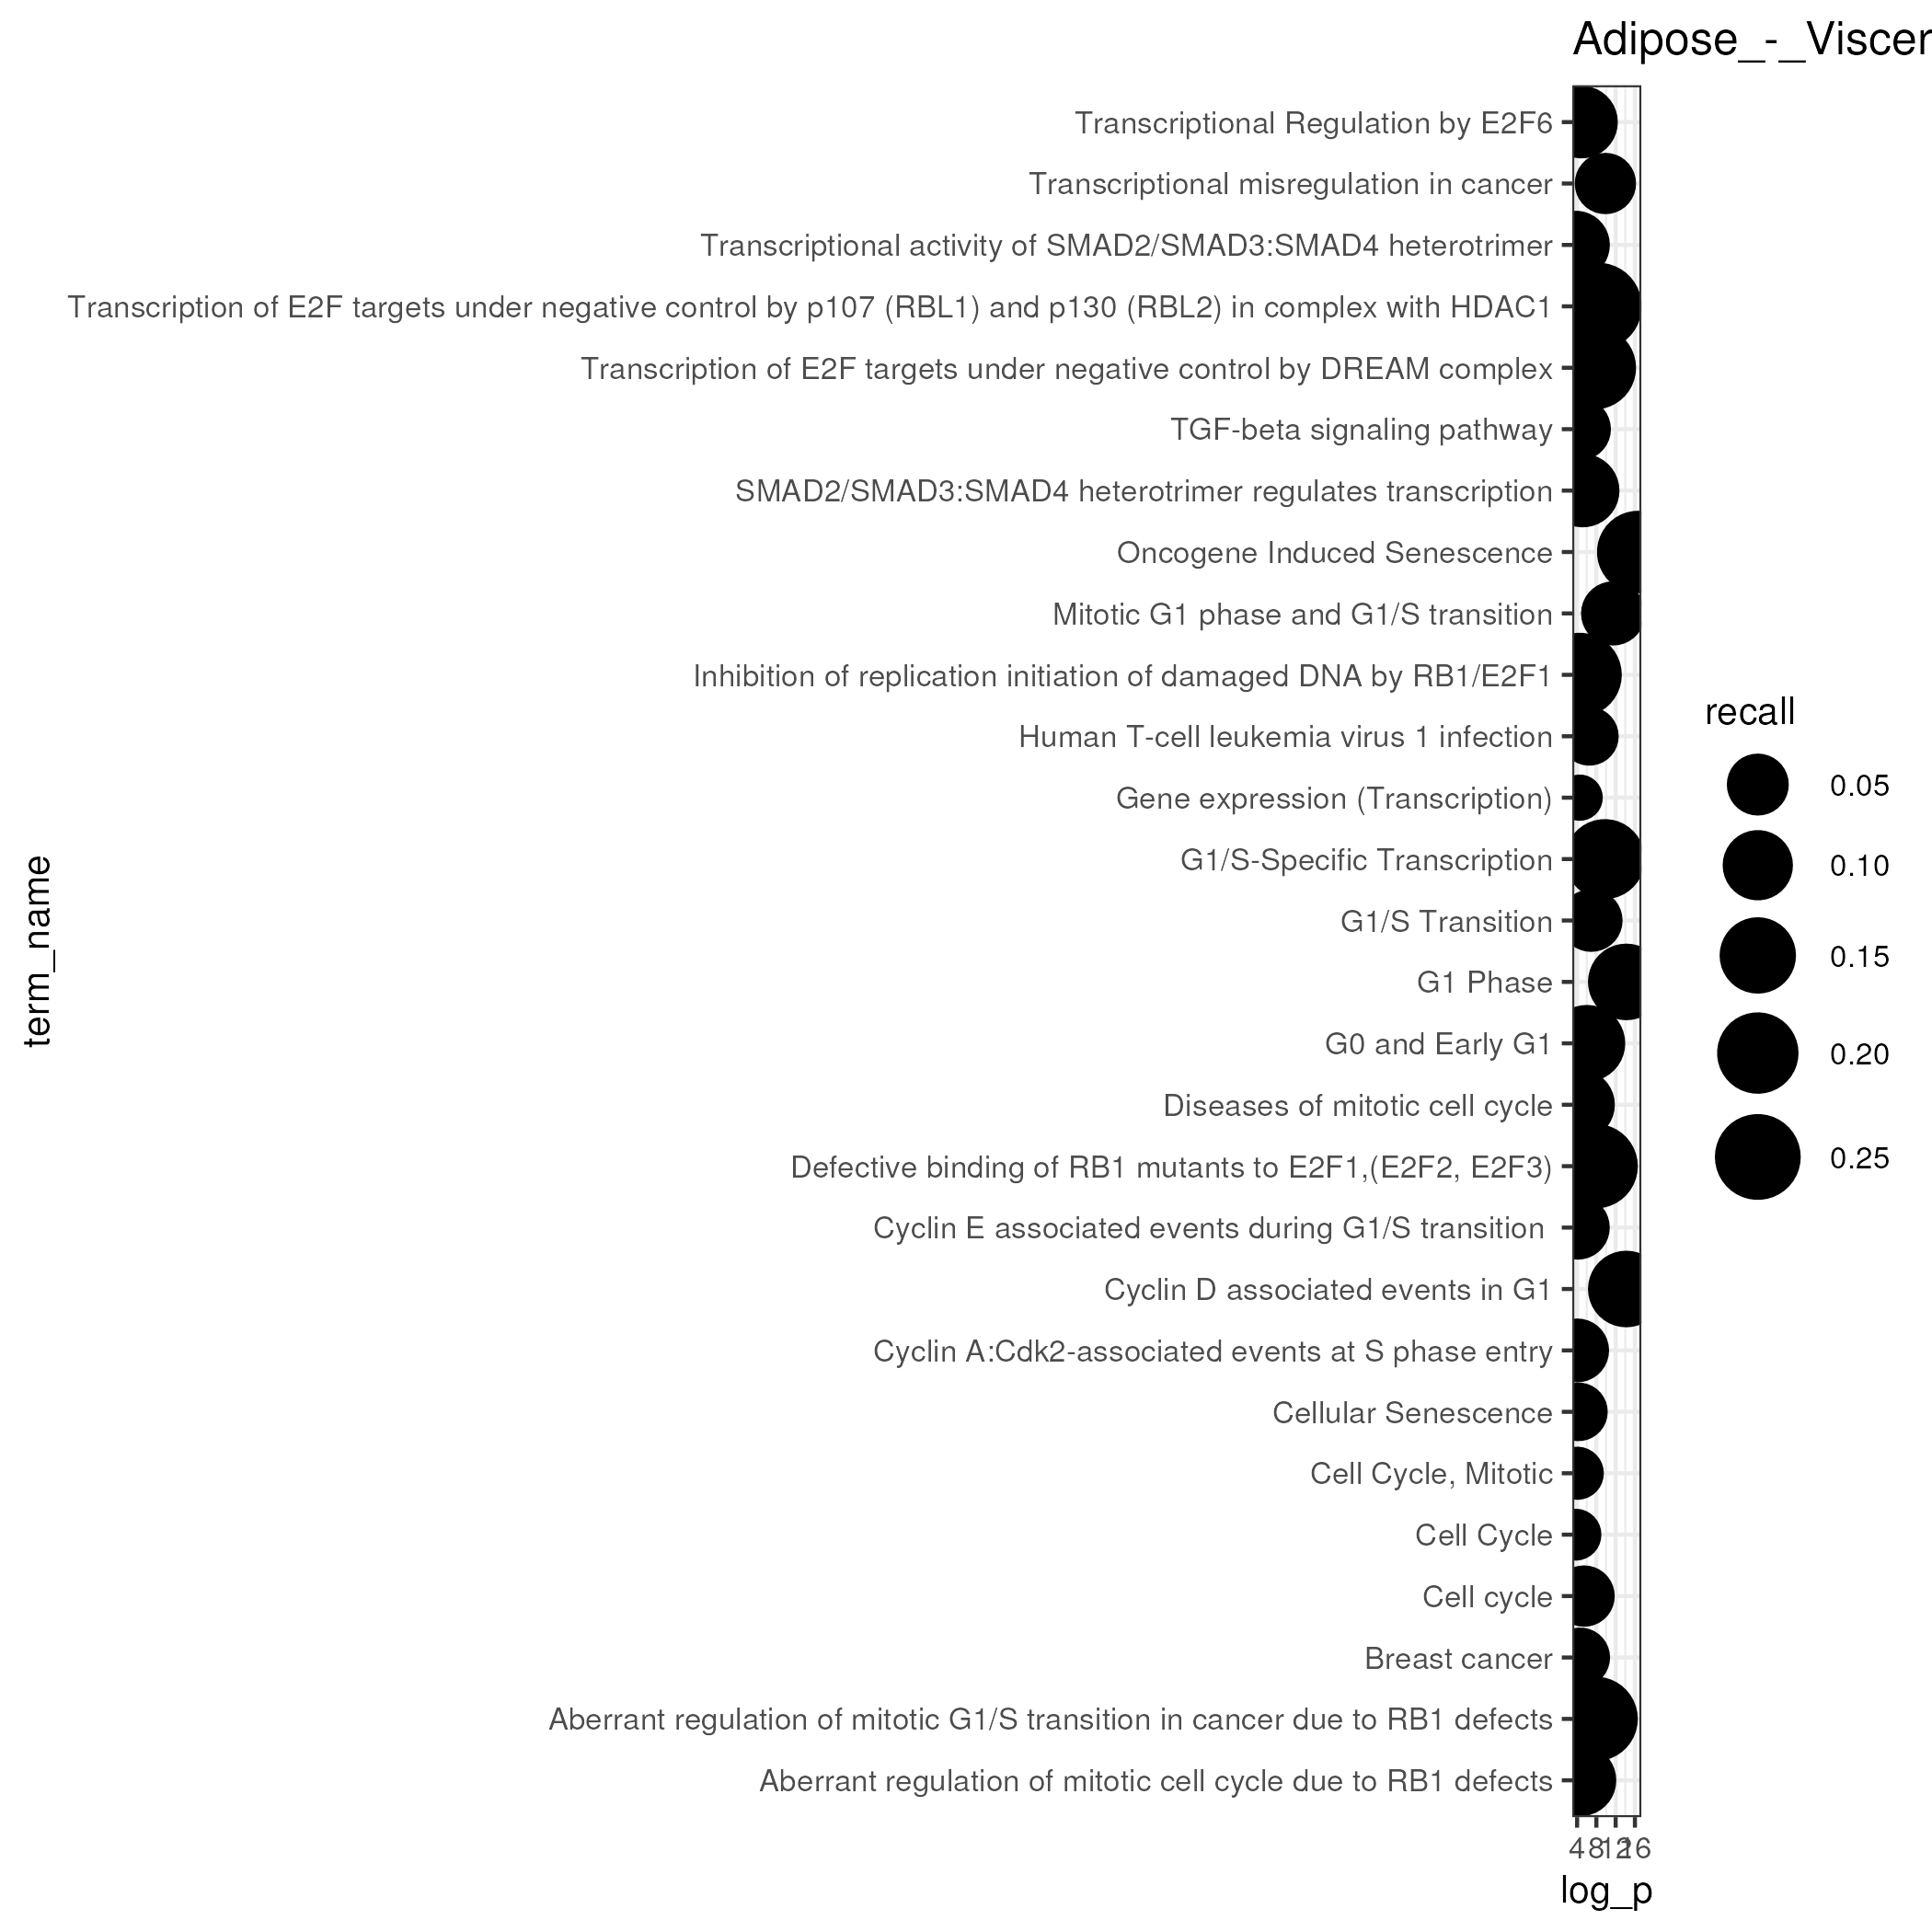 Adipose_-_Viscer
Transcriptional Regulation by E2F6
Transcriptional misregulation in cancer
Transcriptional activity of SMAD2/SMAD3:SMAD4 heterotrimer
Transcription of E2F targets under negative control by p107 (RBL1) and p130 (RBL2) in complex with HDAC1
Transcription of E2F targets under negative control by DREAM complex
TGF-beta signaling pathway
SMAD2/SMAD3:SMAD4 heterotrimer regulates transcription
Oncogene Induced Senescence
Mitotic G1 phase and G1/S transition
Inhibition of replication initiation of damaged DNA by RB1/E2F1
Human T-cell leukemia virus 1 infection
Gene expression (Transcription)
G1/S-Specific Transcription
G1/S Transition
G1 Phase
G0 and Early G1
Diseases of mitotic cell cycle
Defective binding of RB1 mutants to E2F1,(E2F2, E2F3)
Cyclin E associated events during G1/S transition
Cyclin D associated events in G1
Cyclin A:Cdk2-associated events at S phase entry
Cellular Senescence
Cell Cycle, Mitotic
Cell Cycle
Cell cycle
Breast cancer
Aberrant regulation of mitotic G1/S transition in cancer due to RB1 defects
Aberrant regulation of mitotic cell cycle due to RB1 defects
term_name
4 8 12 16
log_p
recall
0.05
0.10
0.15
0.20
0.25